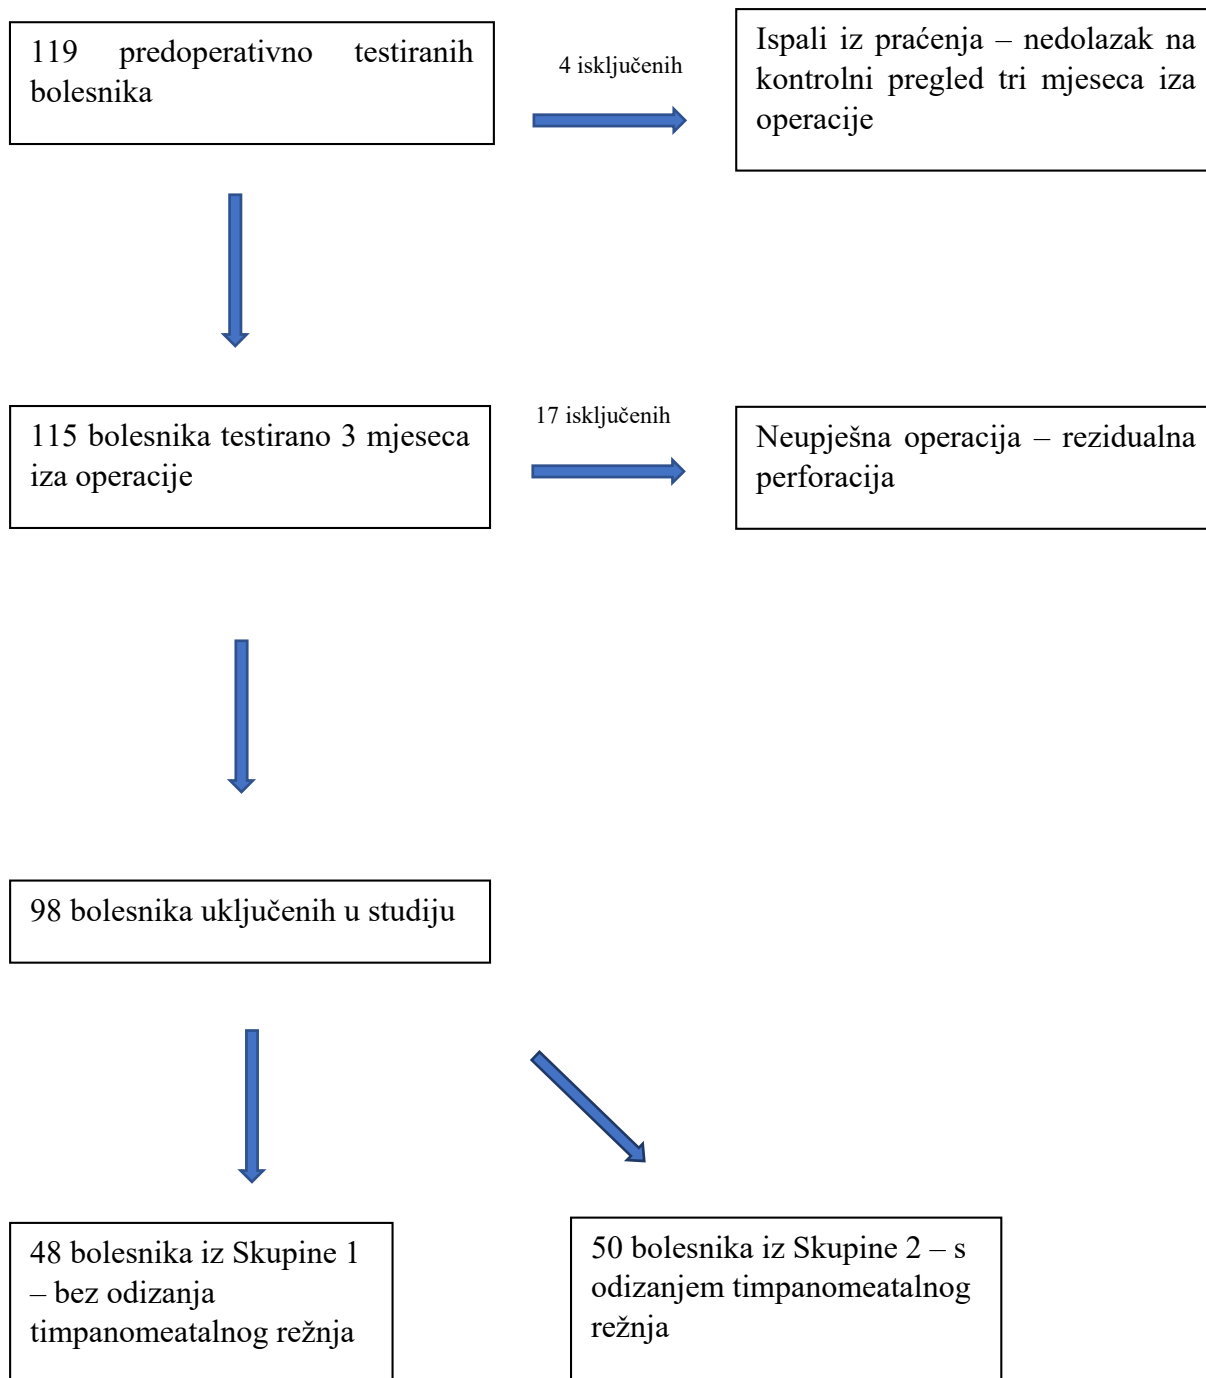 119 predoperativno testiranih
bolesnika
4 isključenih
Ispali iz praćenja – nedolazak na
kontrolni pregled tri mjeseca iza
operacije
115 bolesnika testirano 3 mjeseca
iza operacije
17 isključenih
Neupješna operacija – rezidualna
perforacija
98 bolesnika uključenih u studiju
48 bolesnika iz Skupine 1
– bez odizanja
timpanomeatalnog režnja
50 bolesnika iz Skupine 2 – s
odizanjem timpanomeatalnog
režnja